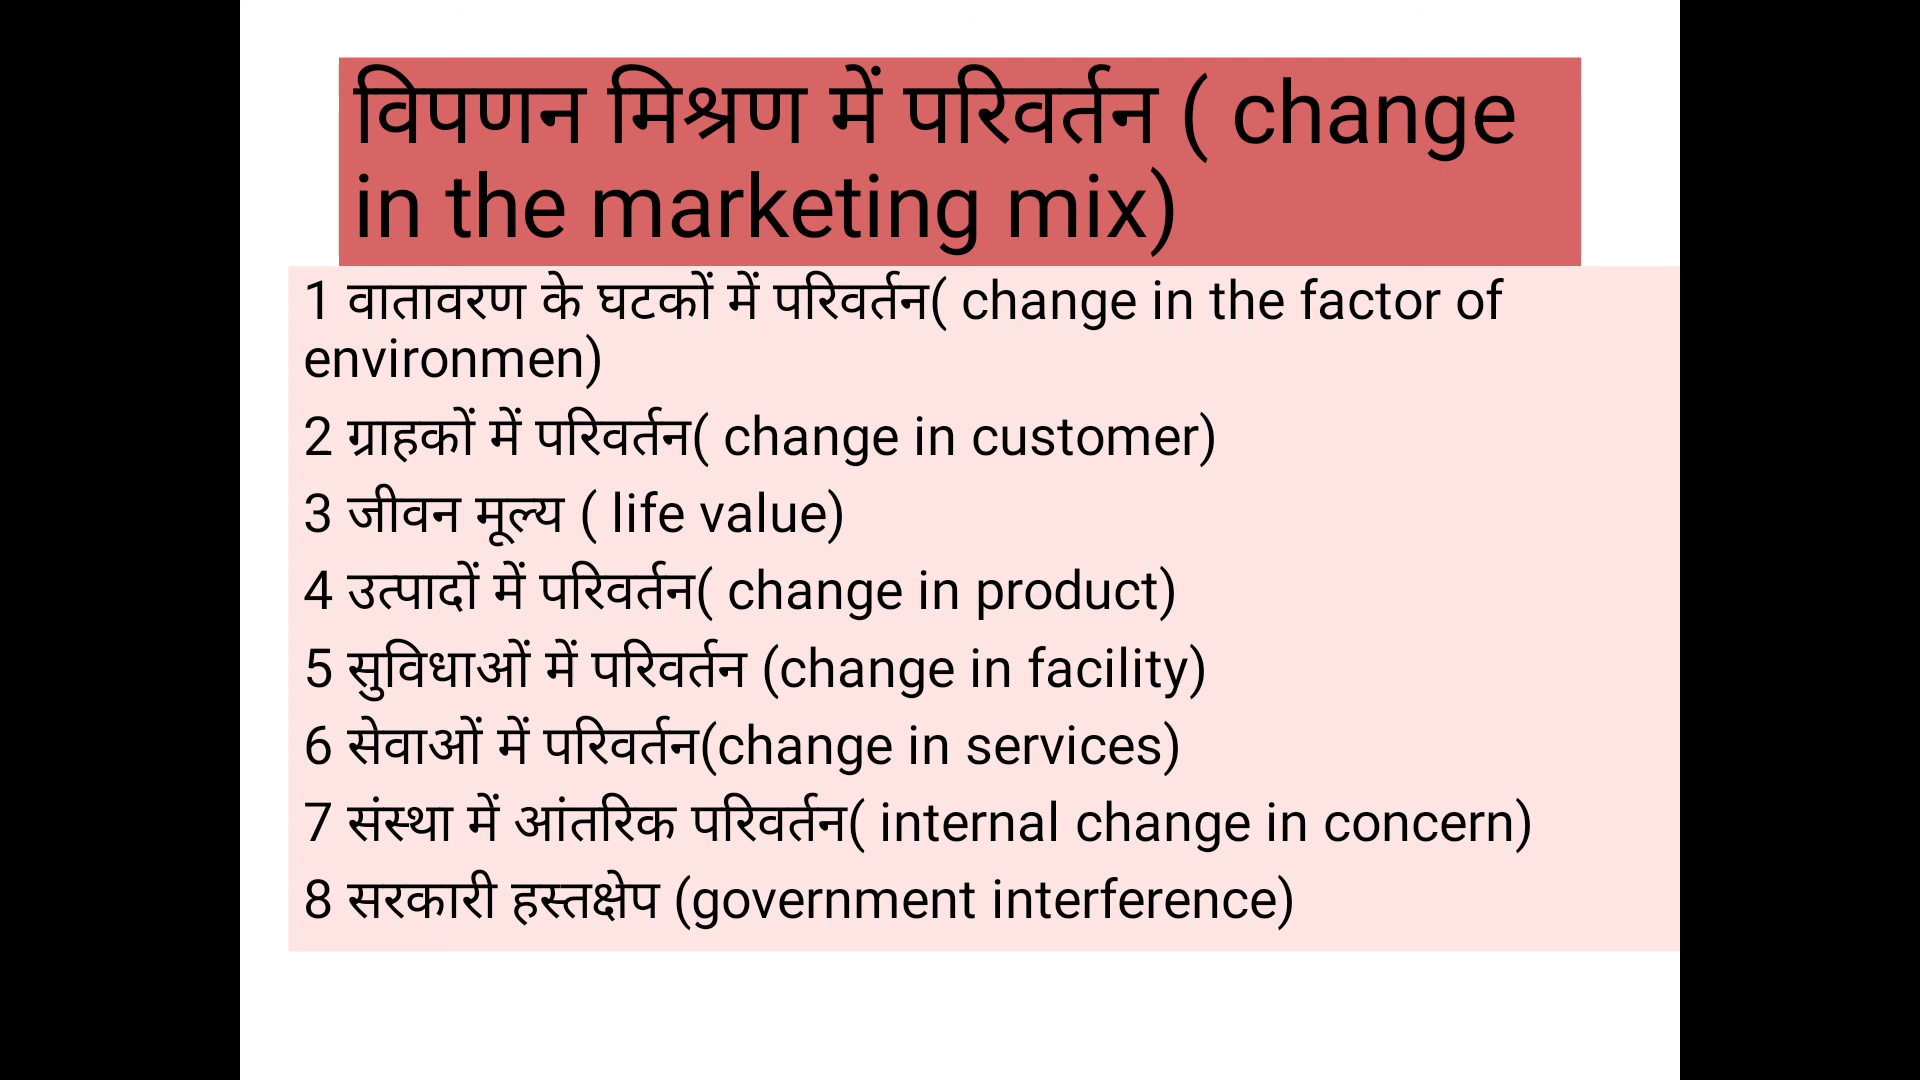 विपणन मिश्रण में परिवर्तन ( change
in the marketing mix)
1 वातावरण के घटकों में परिवर्तन( change in the factor of
environmen)
2 ग्राहकों में परिवर्तन( change in customer)
3 जीवन मूल्य ( life value)
4 उत्पादों में परिवर्तन( change in product)
5 सुविधाओं में परिवर्तन (change in facility)
6 सेवाओं में परिवर्तन(change in services)
7 संस्था में आंतरिक परिवर्तन( internal change in concern)
8 सरकारी हस्तक्षेप (government interference)